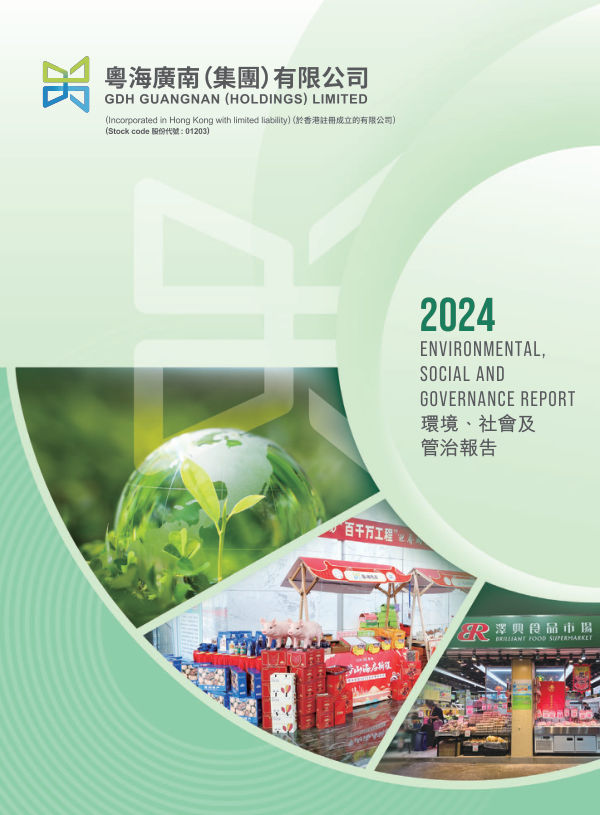 粵海廣南(集團)有限公司
GDH GUANGNAN (HOLDINGS) LIMITED
(Incorporated in Hong Kong with limited liability) (於香港註冊成立的有限公司)
(Stock code 股份代號 : 01203)
2024
ENVIRONMENTAL,
SOCIAL AND
GOVERNANCE REPORT
環境、社會及
管治報告
"百千万工程"
BR 澤興食品市場
BRILLIANT FOOD SUPERMARKET